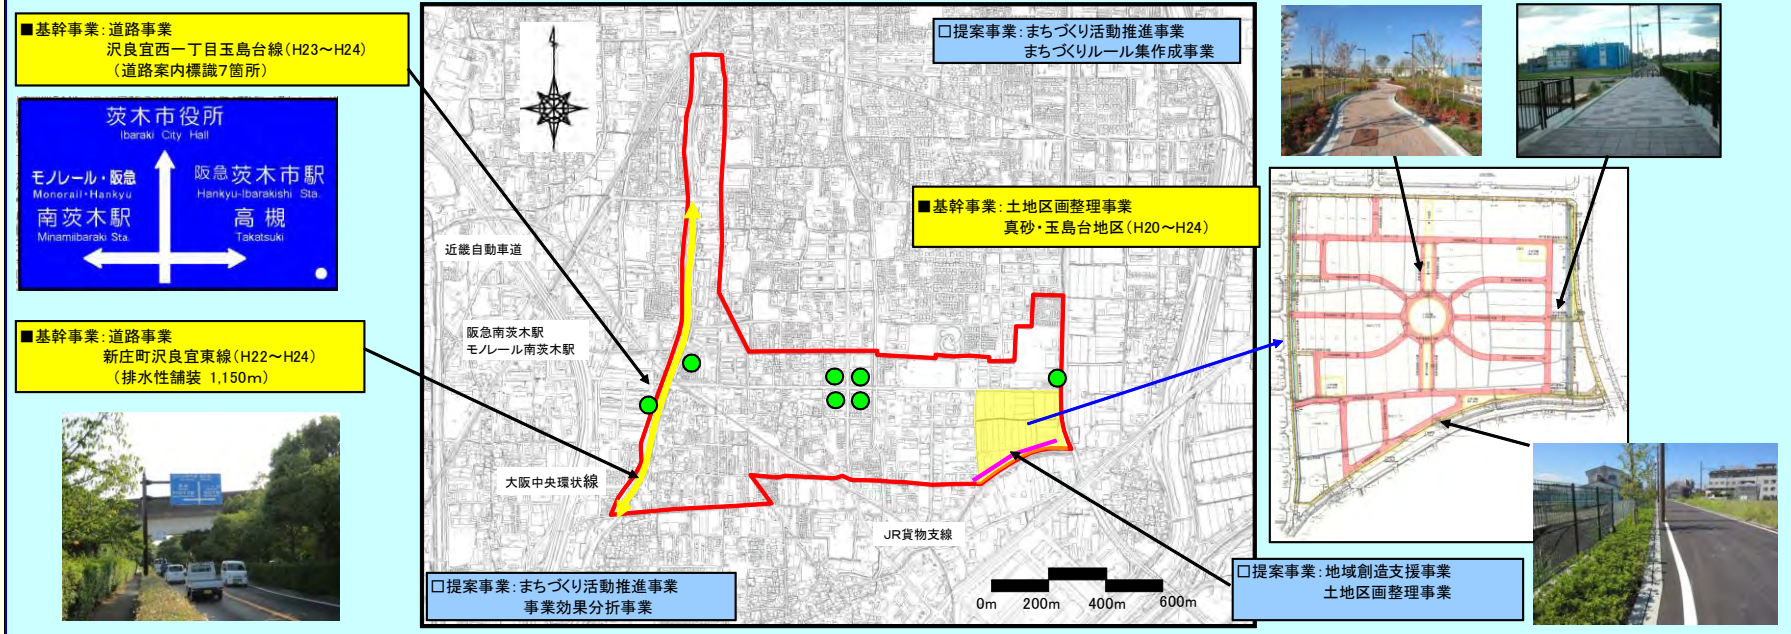 ■基幹事業：道路事業
沢良宜西一丁目玉島台線（H23～H24）
（道路案内標識7箇所）
茨木市役所
Ibaraki City Hall
モノレール・阪急
Monorail・Hankyu
南茨木駅
Minamiibaraki Sta.
阪急茨木市駅
Hankyu-Ibarakishi Sta.
高槻
Takatsuki
■基幹事業：道路事業
新庄町沢良宜東線（H22～H24）
（排水性舗装 1,150m）
□提案事業：まちづくり活動推進事業
まちづくりルール集作成事業
■基幹事業：土地区画整理事業
真砂・玉島台地区（H20～H24）
近畿自動車道
阪急南茨木駅
モノレール南茨木駅
大阪中央環状線
JR貨物支線
0m 200m 400m 600m
□提案事業：まちづくり活動推進事業
事業効果分折事業
□提案事業：地域創造支援事業
土地区画整理事業